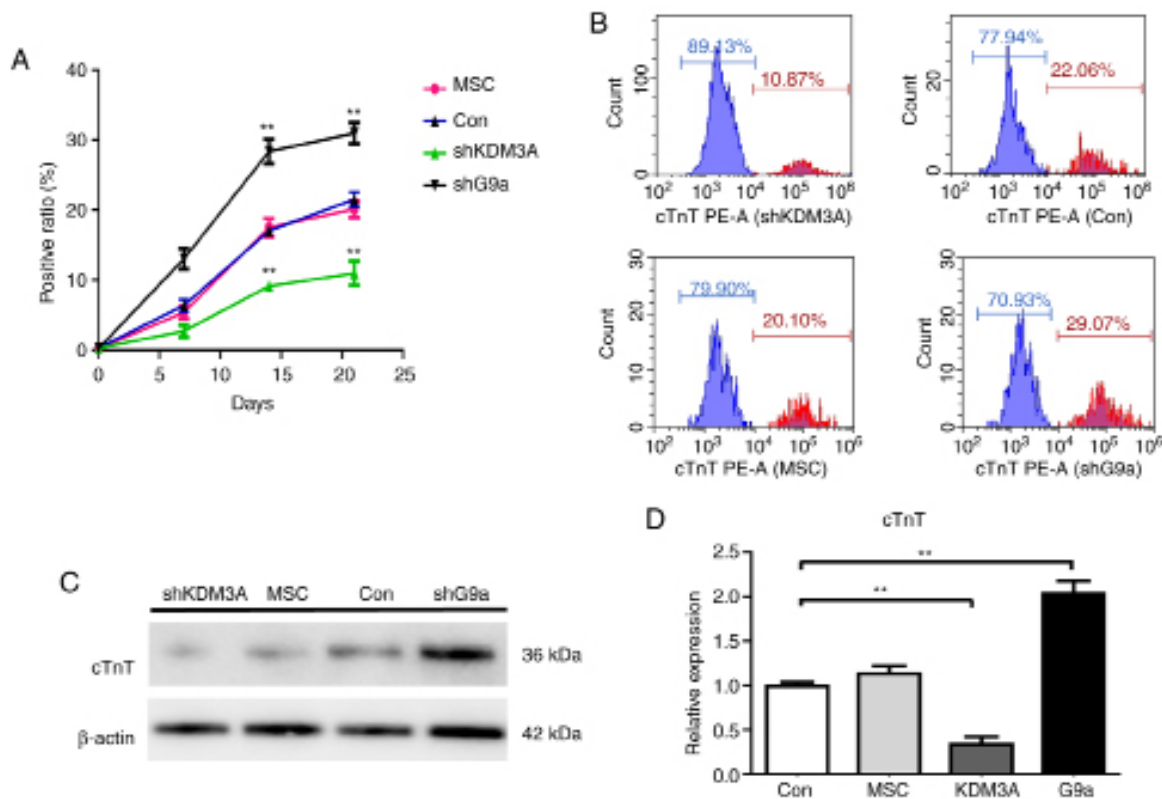 A
Positive ratio (%)
40
30
20
10
0
** **
** **
0 5 10 15 20 25
Days
MSC
Con
shKDM3A
shG9a
B
Count
100
0
89.13%
10.87%
10² 10³ 10⁴ 10⁵ 10⁶
cTnT PE-A (shKDM3A)
Count
20
0
77.94%
22.06%
10² 10³ 10⁴ 10⁵ 10⁶
cTnT PE-A (Con)
Count
30
20
10
0
79.90%
20.10%
10² 10³ 10⁴ 10⁵ 10⁶
cTnT PE-A (MSC)
Count
30
20
10
0
70.93%
29.07%
10² 10³ 10⁴ 10⁵ 10⁶
cTnT PE-A (shG9a)
C
shKDM3A MSC Con shG9a
cTnT 36 kDa
β-actin 42 kDa
D
cTnT
Relative expression
2.5
2.0
1.5
1.0
0.5
0.0
**
**
Con MSC KDM3A G9a